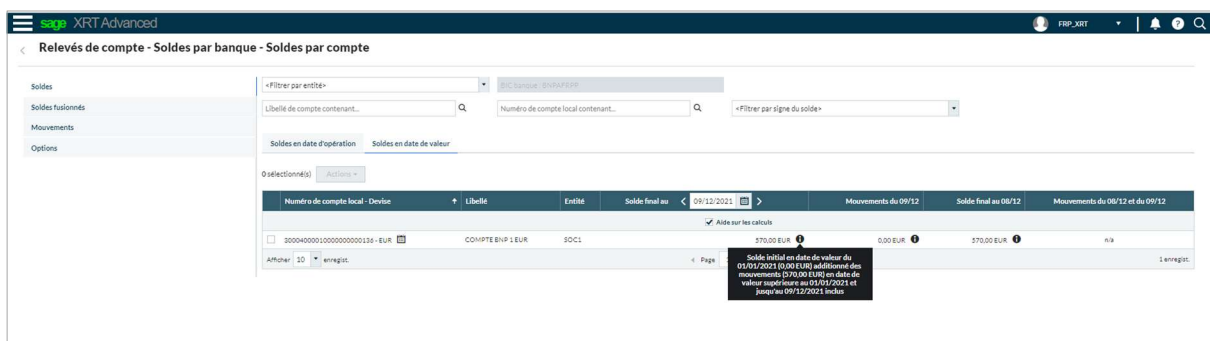 sage XRT Advanced
FRP_XRT
Relevés de compte - Soldes par banque - Soldes par compte
Soldes
Soldes fusionnés
Mouvements
Options
<Filtrer par entité>
BIC banque : BNPAFRPP
Libellé de compte contenant...
Numéro de compte local contenant...
<Filtrer par signe du solde>
Soldes en date d'opération
Soldes en date de valeur
0 sélectionné(s)
Actions
Numéro de compte local - Devise
Libellé
Entité
Solde final au
09/12/2021
Mouvements du 09/12
Solde final au 08/12
Mouvements du 08/12 et du 09/12
Aide sur les calculs
COMPTE BNP 1 EUR
SOC1
570,00 EUR
0,00 EUR
570,00 EUR
n/a
Afficher 10 enregist.
Page
1 enregist.
Solde initial en date de valeur du
01/01/2021 (0,00 EUR) additionné des
mouvements (570,00 EUR) en date de
valeur supérieure au 01/01/2021 et
jusqu'au 09/12/2021 inclus